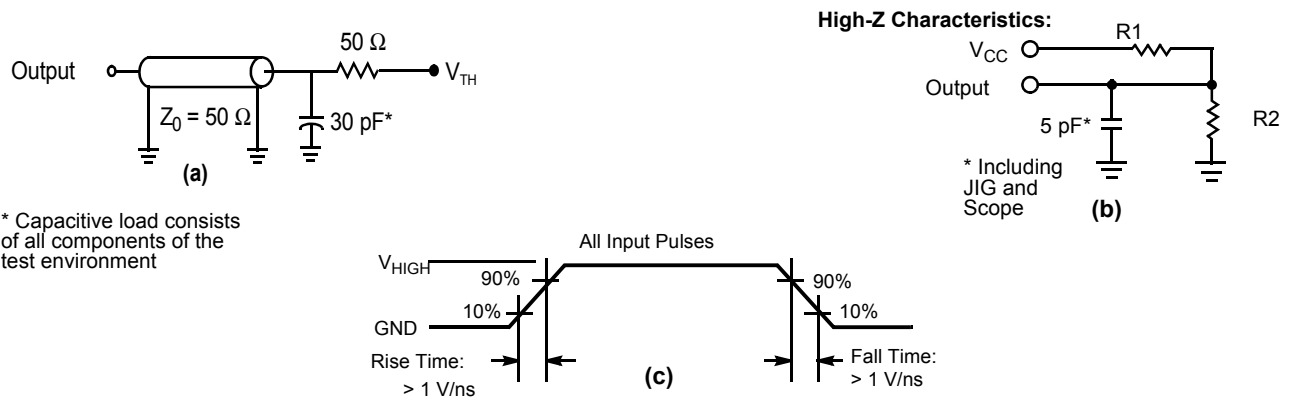 Output
50 Ω
V_TH
Z_0 = 50 Ω
30 pF*
(a)
* Capacitive load consists
of all components of the
test environment
High-Z Characteristics:
V_CC
R1
Output
R2
5 pF*
* Including
JIG and
Scope
(b)
All Input Pulses
V_HIGH
90%
90%
10%
10%
GND
Rise Time:
> 1 V/ns
Fall Time:
> 1 V/ns
(c)